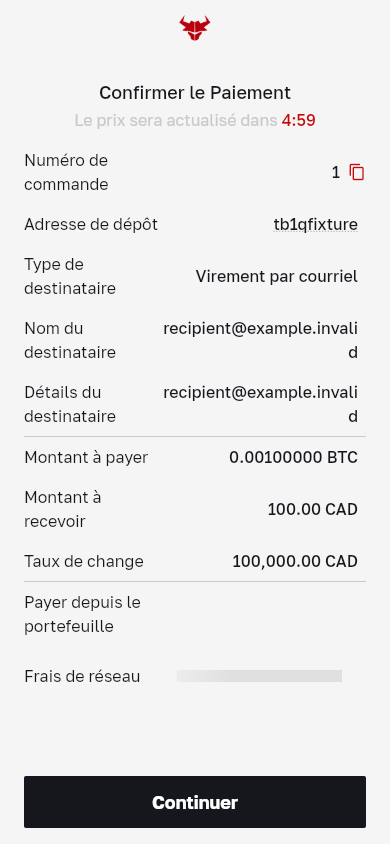 Confirmer le Paiement
Le prix sera actualisé dans 4:59
Numéro de
commande
1
Adresse de dépôt
tb1qfixture
Type de
destinataire
Virement par courriel
Nom du
destinataire
recipient@example.invali
d
Détails du
destinataire
recipient@example.invali
d
Montant à payer
0.00100000 BTC
Montant à
recevoir
100.00 CAD
Taux de change
100,000.00 CAD
Payer depuis le
portefeuille
Frais de réseau
Continuer